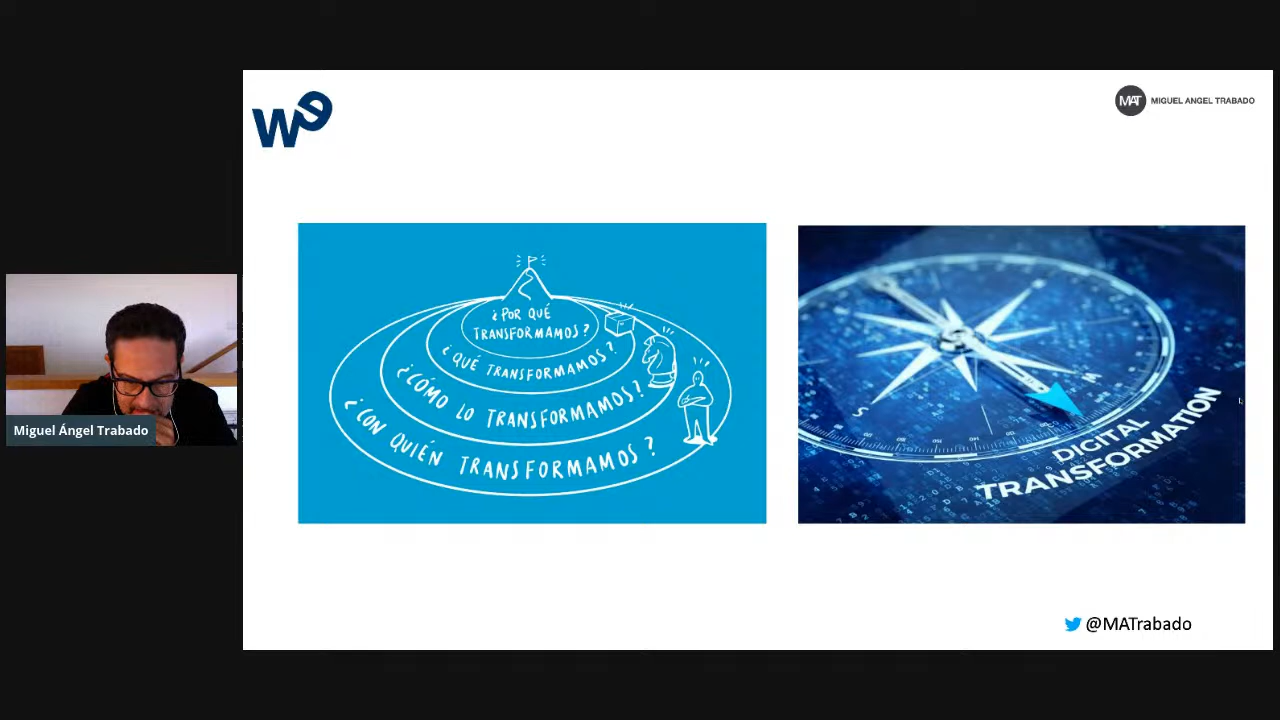 we
MAT MIGUEL ANGEL TRABADO
¿POR QUÉ
TRANSFORMAMOS?
¿QUÉ TRANSFORMAMOS?
¿CÓMO LO TRANSFORMAMOS?
¿CON QUIÉN TRANSFORMAMOS?
S
N
DIGITAL
TRANSFORMATION
Miguel Ángel Trabado
@MATrabado